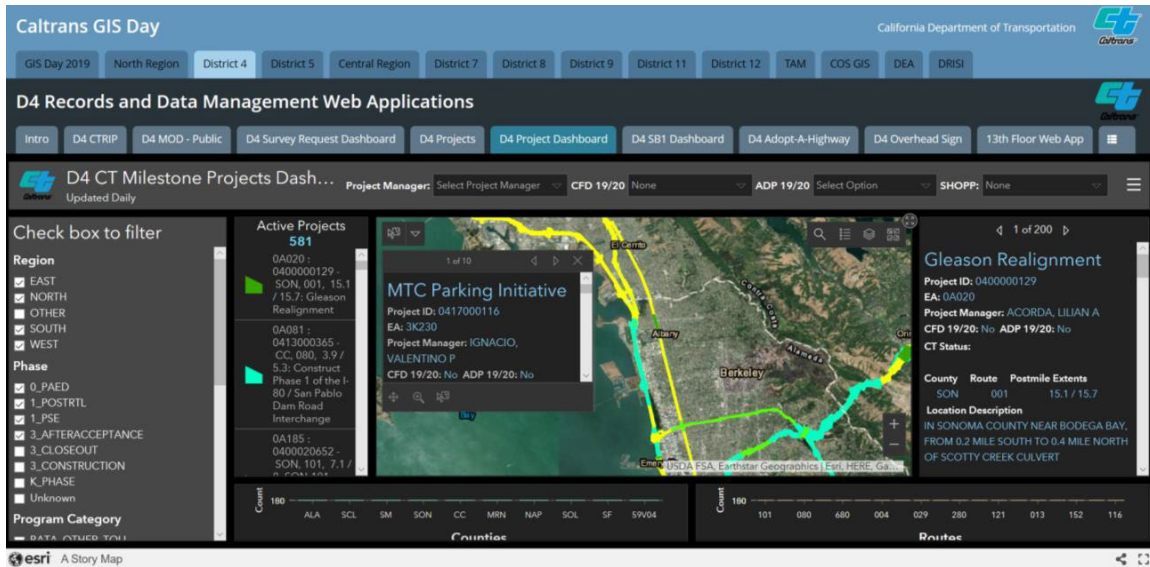 Caltrans GIS Day
California Department of Transportation
Caltrans
GIS Day 2019 North Region District 4 District 5 Central Region District 7 District 8 District 9 District 11 District 12 TAM COS GIS DEA DRISI
D4 Records and Data Management Web Applications
Intro D4 CTRIP D4 MOD - Public D4 Survey Request Dashboard D4 Projects D4 Project Dashboard D4 SB1 Dashboard D4 Adopt-A-Highway D4 Overhead Sign 13th Floor Web App
D4 CT Milestone Projects Dash...
Updated Daily
Project Manager: Select Project Manager CFD 19/20 None ADP 19/20 Select Option SHOPP: None
Check box to filter
Region
EAST
NORTH
OTHER
SOUTH
WEST
Phase
0_PAED
1_POSTRTL
1_PSE
3_AFTERACCEPTANCE
3_CLOSEOUT
3_CONSTRUCTION
K_PHASE
Unknown
Program Category
Active Projects
581
0A020 :
0400000129 -
SON, 001, 15.1
/ 15.7: Gleason
Realignment
0A081 :
0413000365 -
CC, 080, 3.9 /
5.3: Construct
Phase 1 of the I-
80 / San Pablo
Dam Road
Interchange
0A185 :
0400020652 -
SON, 101, 7.1 /
1 of 10
MTC Parking Initiative
Project ID: 0417000116
EA: 3K230
Project Manager: IGNACIO,
VALENTINO P
CFD 19/20: No ADP 19/20: No
El Cerrito
Contra Costa
Albany
Alameda
Berkeley
Bay
USDA FSA, Earthstar Geographics | Esri, HERE, Ga...
1 of 200
Gleason Realignment
Project ID: 0400000129
EA: 0A020
Project Manager: ACORDA, LILIAN A
CFD 19/20: No ADP 19/20: No
CT Status:
County Route Postmile Extents
SON 001 15.1 / 15.7
Location Description
IN SONOMA COUNTY NEAR BODEGA BAY,
FROM 0.2 MILE SOUTH TO 0.4 MILE NORTH
OF SCOTTY CREEK CULVERT
Count
180
ALA SCL SM SON CC MRN NAP SOL SF 59V04
Counties
Count
180
101 080 680 004 029 280 121 013 152 116
Routes
esri A Story Map